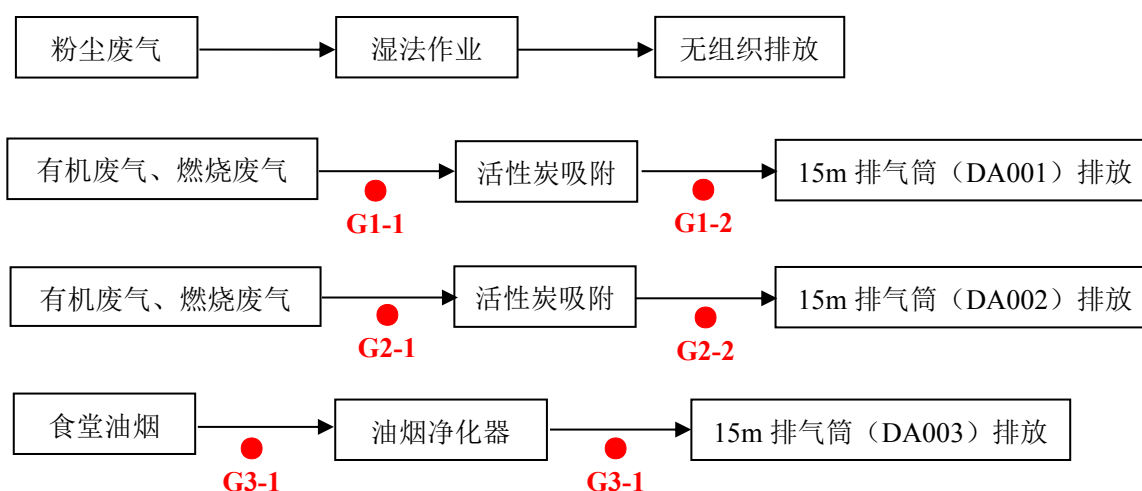 粉尘废气 湿法作业 无组织排放
有机废气、燃烧废气 活性炭吸附 15m 排气筒（DA001）排放
G1-1 G1-2
有机废气、燃烧废气 活性炭吸附 15m 排气筒（DA002）排放
G2-1 G2-2
食堂油烟 油烟净化器 15m 排气筒（DA003）排放
G3-1 G3-1